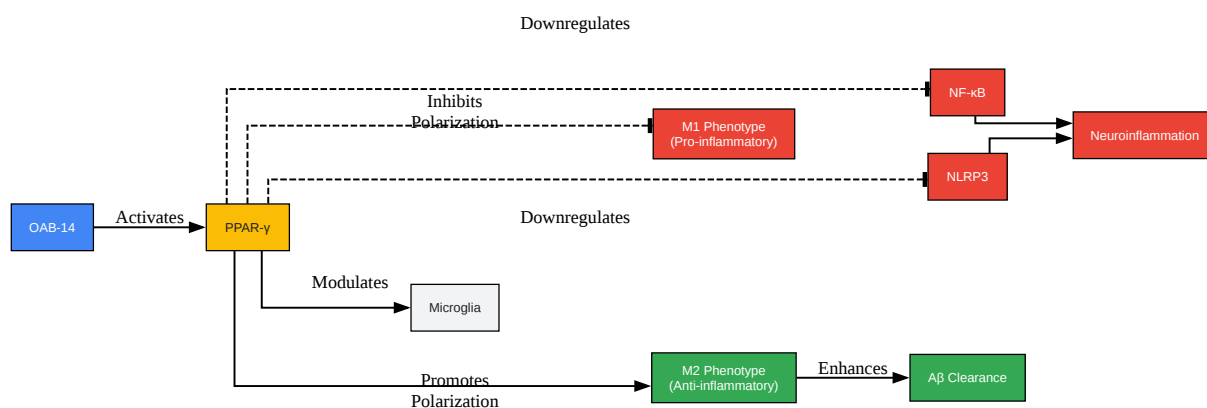 Downregulates
NF-κB
Inhibits
Polarization
M1 Phenotype
(Pro-inflammatory)
Neuroinflammation
NLRP3
OAB-14
Activates
PPAR-γ
Downregulates
Modulates
Microglia
Promotes
Polarization
M2 Phenotype
(Anti-inflammatory)
Enhances
Aβ Clearance